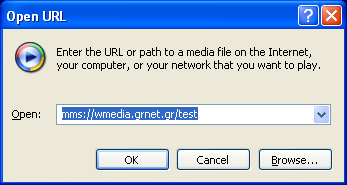 Open URL
Enter the URL or path to a media file on the Internet,
your computer, or your network that you want to play.
Open: mms://wmedia.grnet.gr/test
OK Cancel Browse...